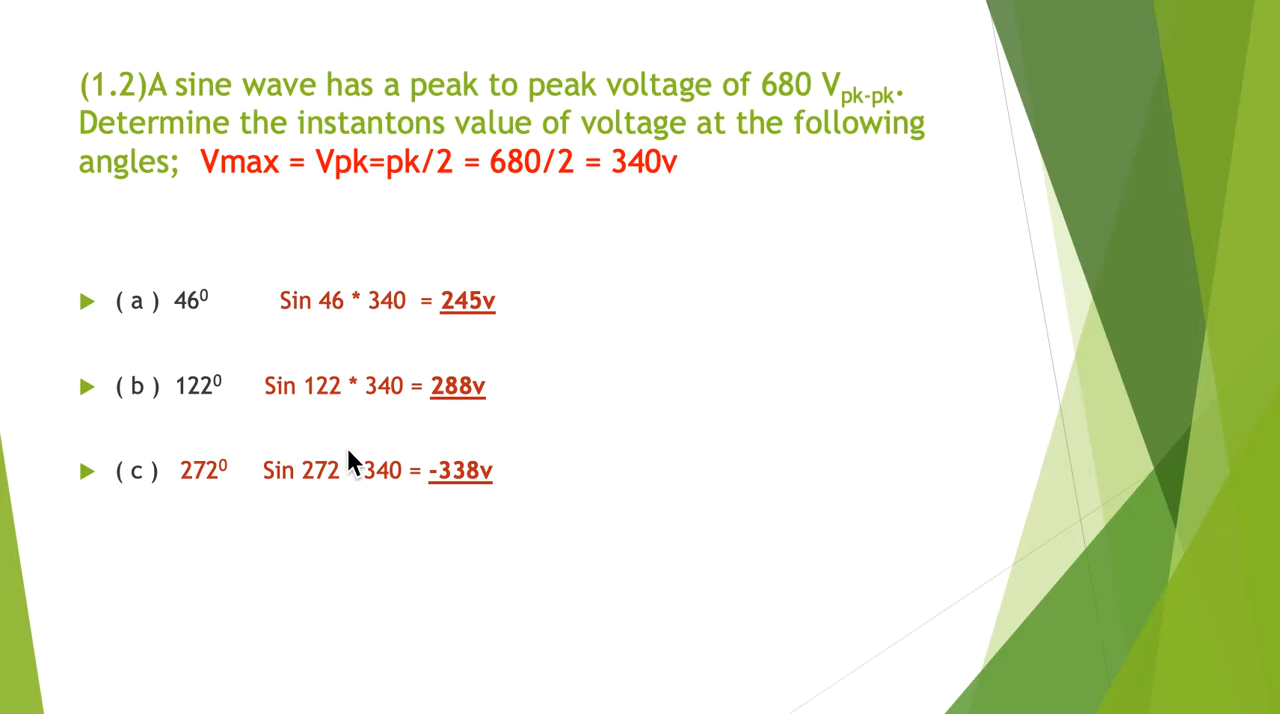 (1.2)A sine wave has a peak to peak voltage of 680 Vpk-pk.
Determine the instantons value of voltage at the following
angles; Vmax = Vpk=pk/2 = 680/2 = 340v
( a ) 46⁰ Sin 46 * 340 = 245v
( b ) 122⁰ Sin 122 * 340 = 288v
( c ) 272⁰ Sin 272 340 = -338v